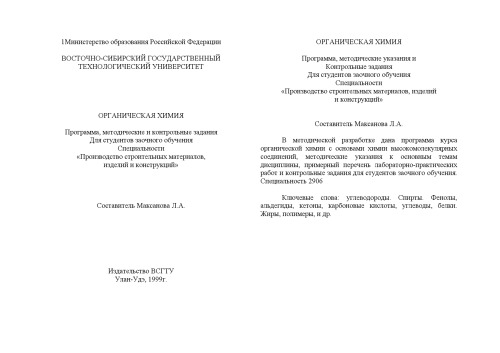 1Министерство образования Российской Федерации
ВОСТОЧНО-СИБИРСКИЙ ГОСУДАРСТВЕННЫЙ
ТЕХНОЛОГИЧЕСКИЙ УНИВЕРСИТЕТ
ОРГАНИЧЕСКАЯ ХИМИЯ
Программа, методические и контрольные задания
Для студентов заочного обучения
Специальности
«Производство строительных материалов,
изделий и конструкций»
Составитель Максанова Л.А.
Издательство ВСГТУ
Улан-Удэ, 1999г.
ОРГАНИЧЕСКАЯ ХИМИЯ
Программа, методические указания и
Контрольные задания
Для студентов заочного обучения
Специальности
«Производство строительных материалов, изделий
и конструкций»
Составитель Максанова Л.А.
В методической разработке дана программа курса
органической химии с основами химии высокомолекулярных
соединений, методические указания к основным темам
дисциплины, примерный перечень лабораторно-практических
работ и контрольные задания для студентов заочного обучения.
Специальность 2906
Ключевые слова: углеводороды. Спирты. Фенолы,
альдегиды, кетоны, карбоновые кислоты, углеводы, белки.
Жиры, полимеры, и др.